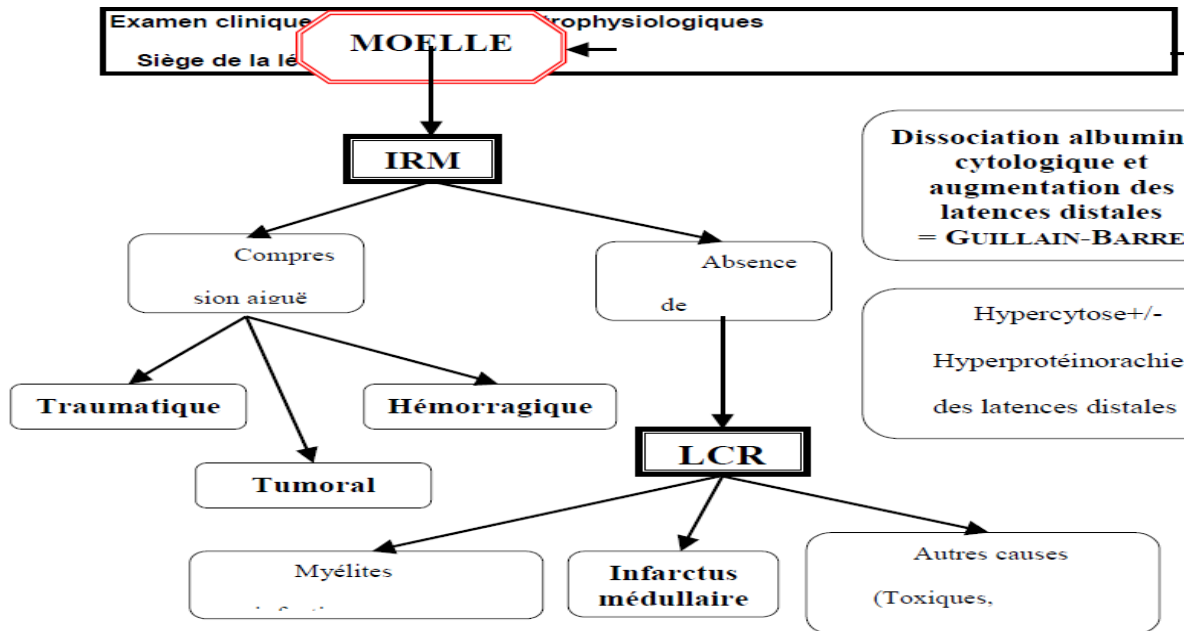 Examen clinique trophysiologiques
MOELLE
Siège de la lé
IRM
Dissociation albumin
cytologique et
augmentation des
latences distales
= GUILLAIN-BARRE
Compres
sion aiguë
Absence
de
Hypercytose+/-
Hyperprotéinorachie
des latences distales
Traumatique
Hémorragique
Tumoral
LCR
Myélites
Infarctus
médullaire
Autres causes
(Toxiques,